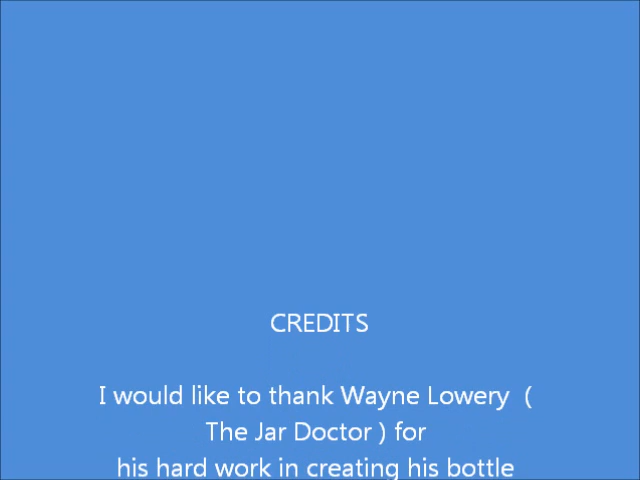 CREDITS
I would like to thank Wayne Lowery (
The Jar Doctor ) for
his hard work in creating his bottle